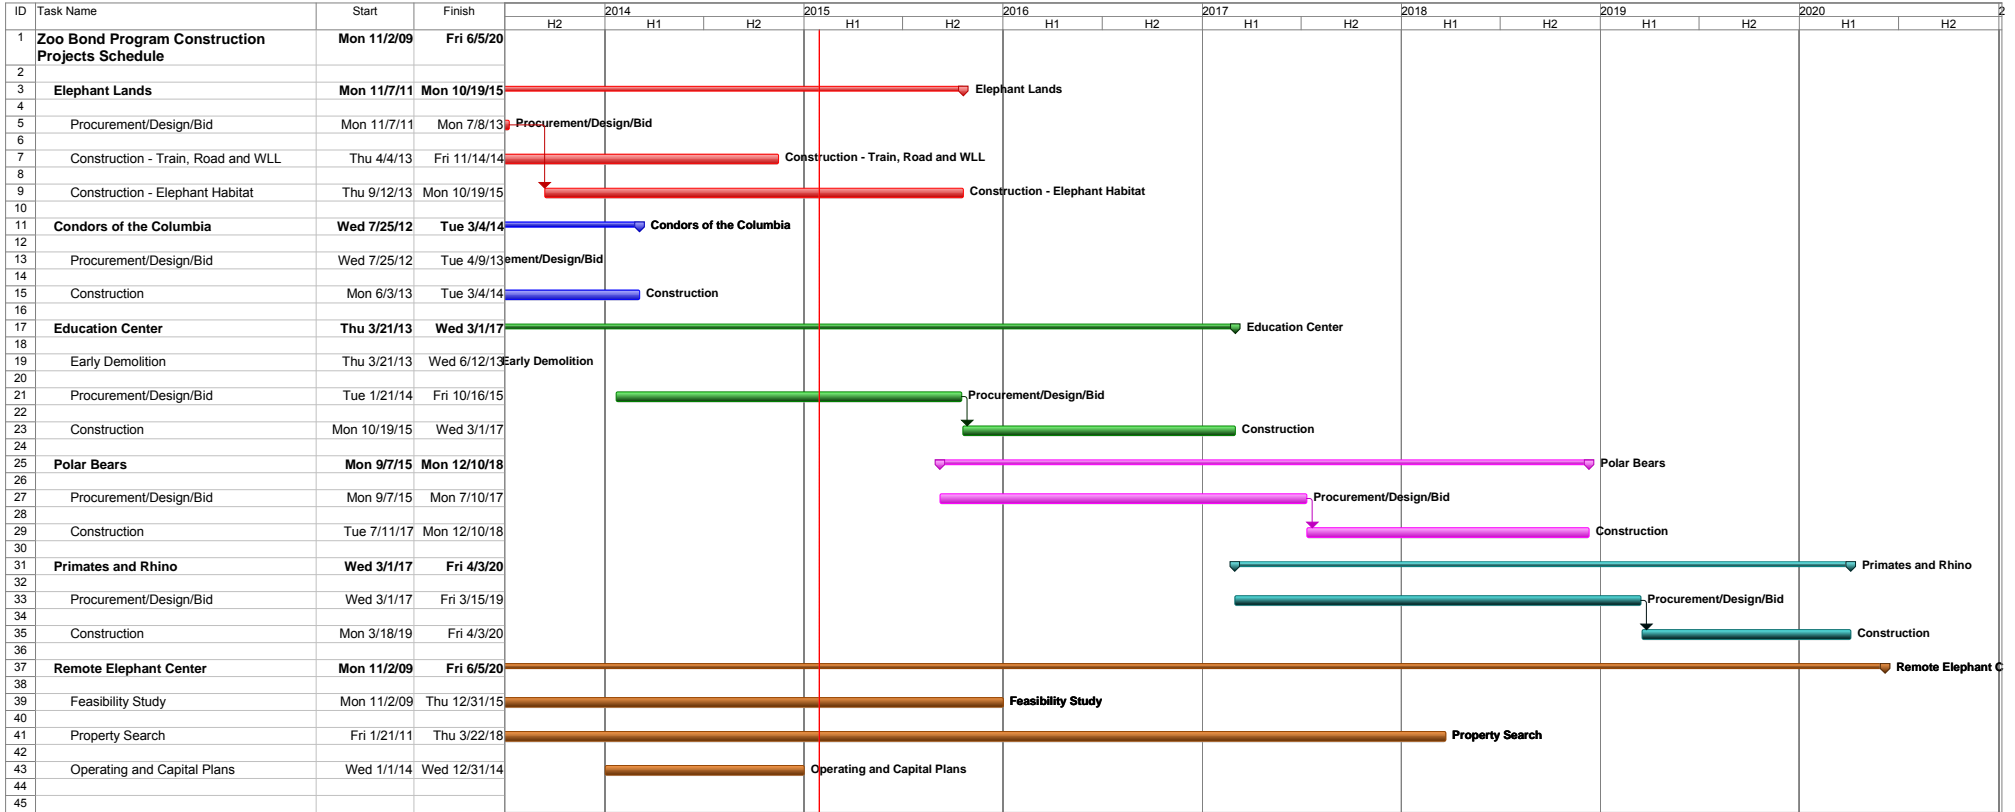 ID Task Name Start Finish 2014 2015 2016 2017 2018 2019 2020 2
H2 H1 H2 H1 H2 H1 H2 H1 H2 H1 H2 H1 H2 H1 H2
1 Zoo Bond Program Construction Mon 11/2/09 Fri 6/5/20
Projects Schedule
2
3 Elephant Lands Mon 11/7/11 Mon 10/19/15 Elephant Lands
4
5 Procurement/Design/Bid Mon 11/7/11 Mon 7/8/13 Procurement/Design/Bid
6
7 Construction - Train, Road and WLL Thu 4/4/13 Fri 11/14/14 Construction - Train, Road and WLL
8
9 Construction - Elephant Habitat Thu 9/12/13 Mon 10/19/15 Construction - Elephant Habitat
10
11 Condors of the Columbia Wed 7/25/12 Tue 3/4/14 Condors of the Columbia
12
13 Procurement/Design/Bid Wed 7/25/12 Tue 4/9/13 ement/Design/Bid
14
15 Construction Mon 6/3/13 Tue 3/4/14 Construction
16
17 Education Center Thu 3/21/13 Wed 3/1/17 Education Center
18
19 Early Demolition Thu 3/21/13 Wed 6/12/13 Early Demolition
20
21 Procurement/Design/Bid Tue 1/21/14 Fri 10/16/15 Procurement/Design/Bid
22
23 Construction Mon 10/19/15 Wed 3/1/17 Construction
24
25 Polar Bears Mon 9/7/15 Mon 12/10/18 Polar Bears
26
27 Procurement/Design/Bid Mon 9/7/15 Mon 7/10/17 Procurement/Design/Bid
28
29 Construction Tue 7/11/17 Mon 12/10/18 Construction
30
31 Primates and Rhino Wed 3/1/17 Fri 4/3/20 Primates and Rhino
32
33 Procurement/Design/Bid Wed 3/1/17 Fri 3/15/19 Procurement/Design/Bid
34
35 Construction Mon 3/18/19 Fri 4/3/20 Construction
36
37 Remote Elephant Center Mon 11/2/09 Fri 6/5/20 Remote Elephant C
38
39 Feasibility Study Mon 11/2/09 Thu 12/31/15 Feasibility Study
40
41 Property Search Fri 1/21/11 Thu 3/22/18 Property Search
42
43 Operating and Capital Plans Wed 1/1/14 Wed 12/31/14 Operating and Capital Plans
44
45